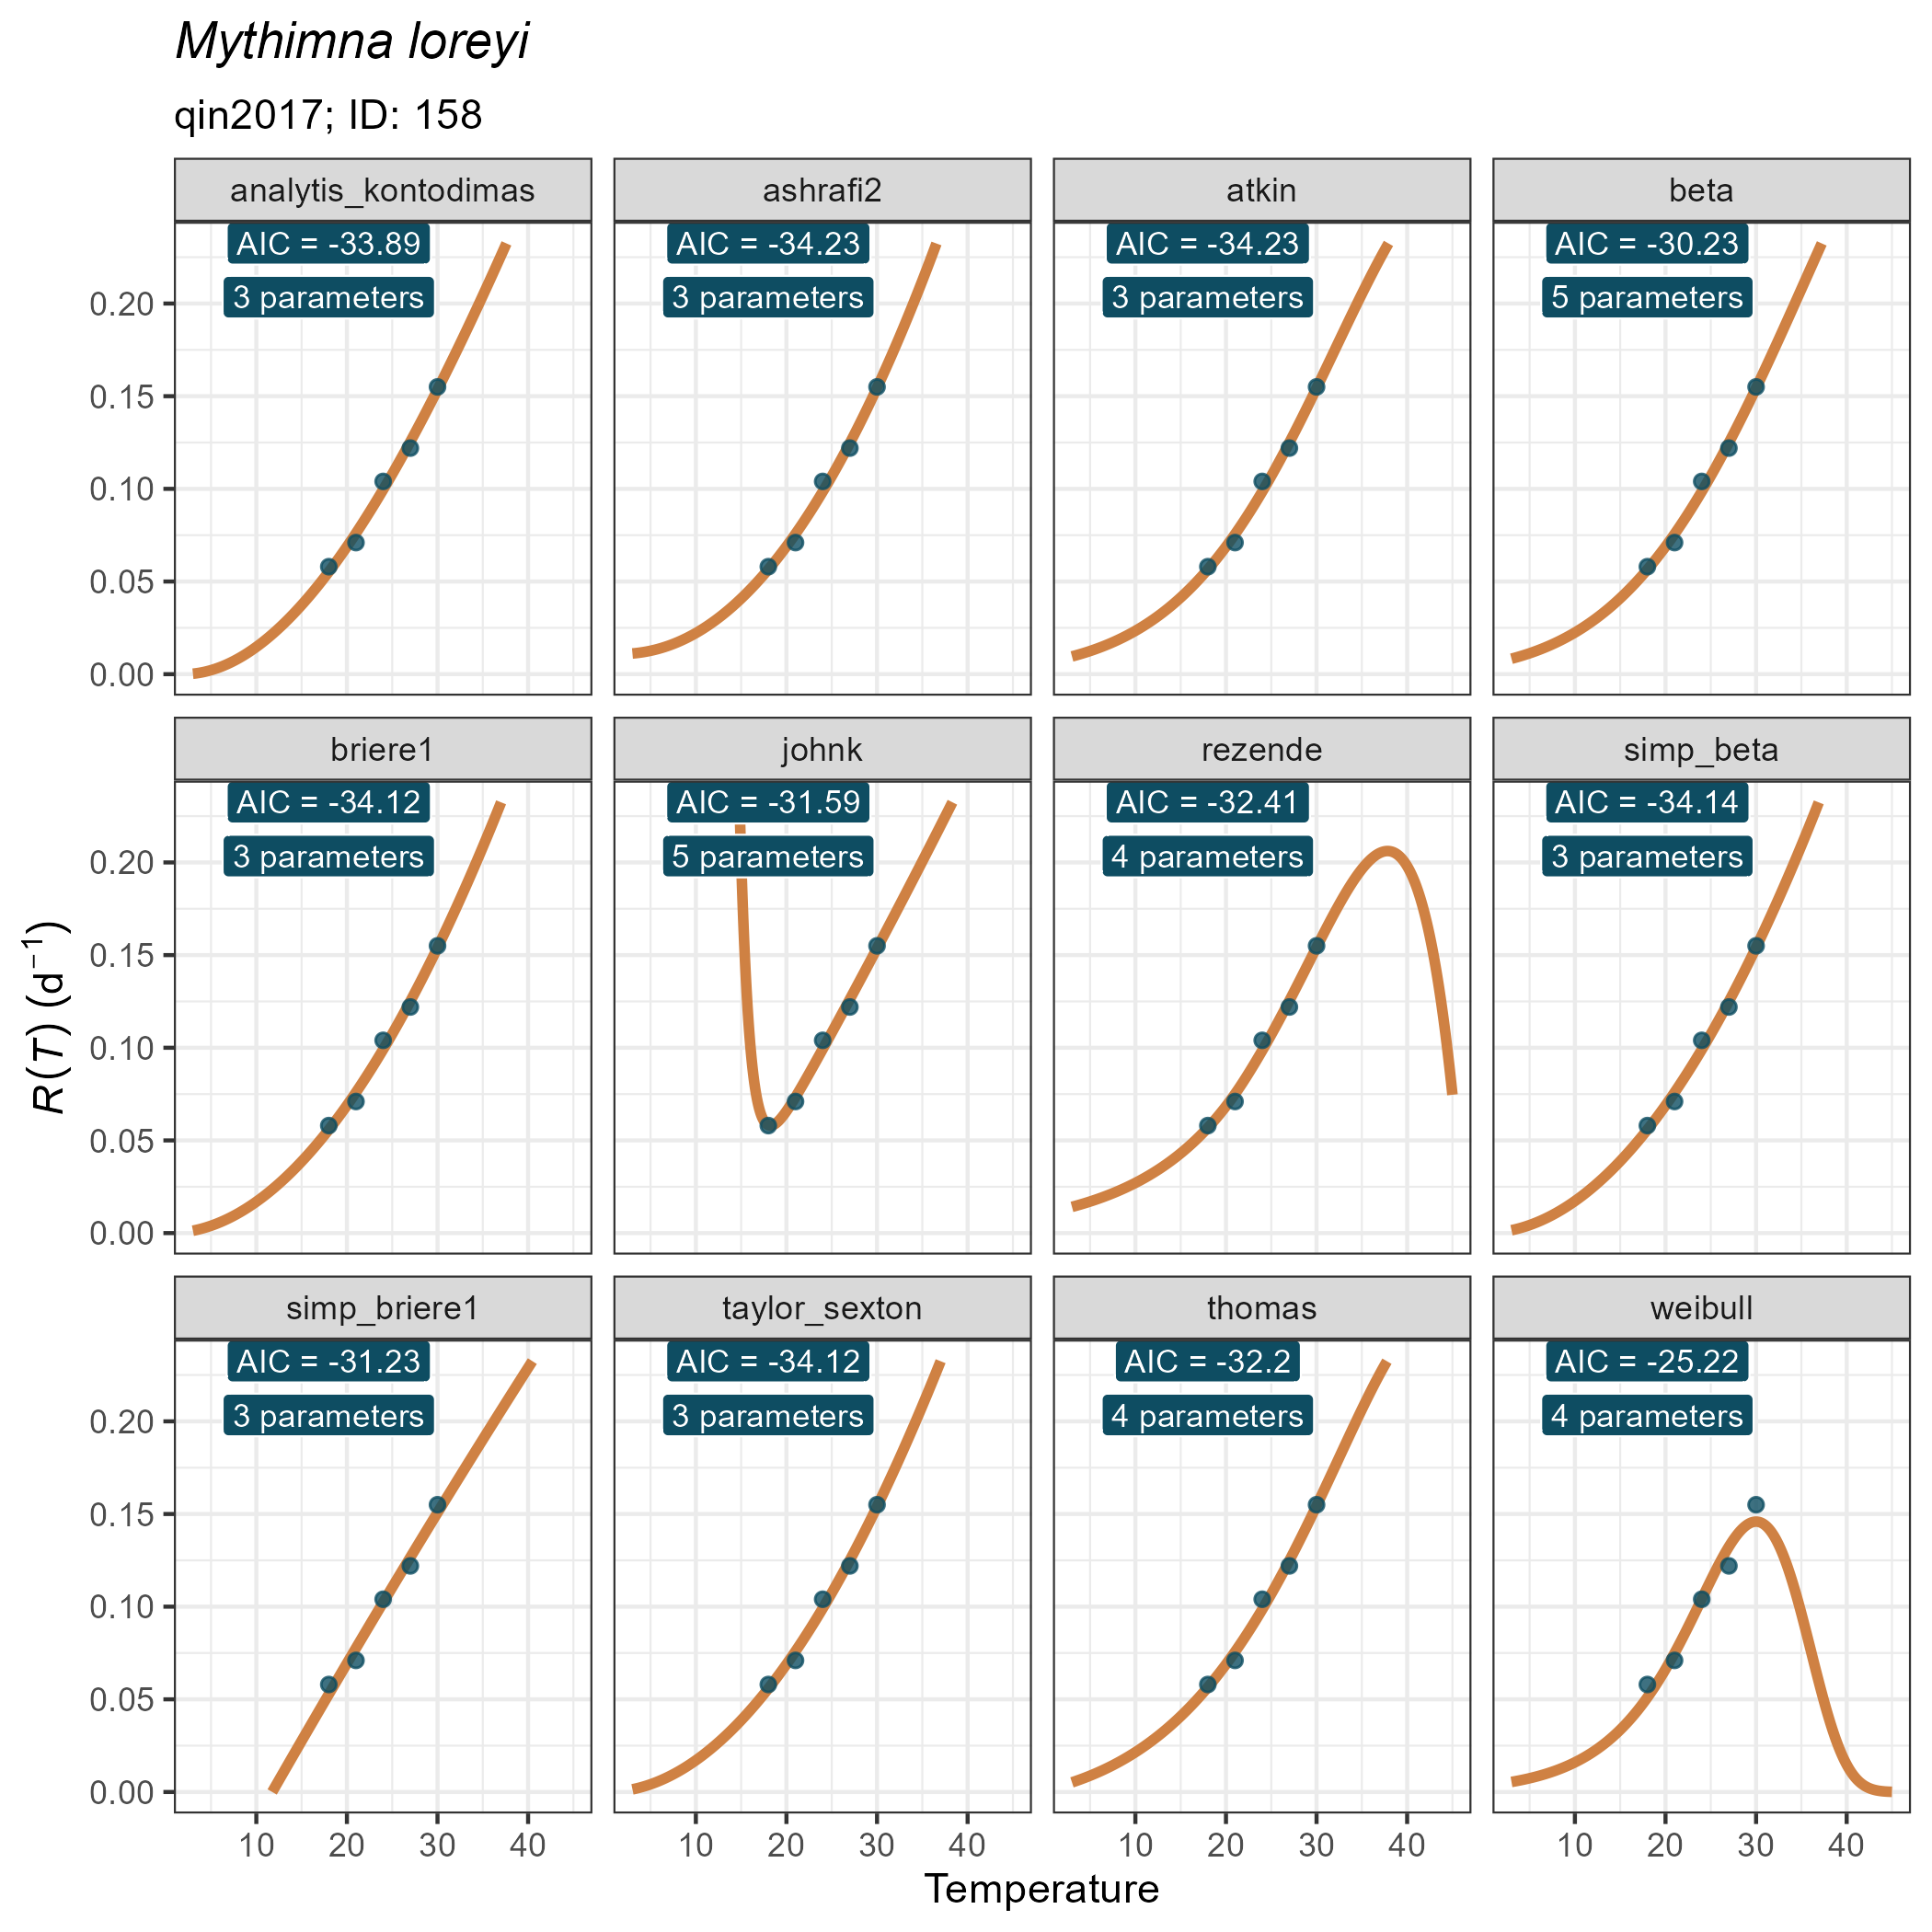 Mythimna loreyi
qin2017; ID: 158
analytis_kontodimas
ashrafi2
atkin
beta
AIC = -33.89
AIC = -34.23
AIC = -34.23
AIC = -30.23
3 parameters
3 parameters
3 parameters
5 parameters
0.20
0.15
0.10
0.05
0.00
briere1
johnk
rezende
simp_beta
AIC = -34.12
AIC = -31.59
AIC = -32.41
AIC = -34.14
3 parameters
5 parameters
4 parameters
3 parameters
0.20
0.15
0.10
0.05
0.00
R(T) (d⁻¹)
simp_briere1
taylor_sexton
thomas
weibull
AIC = -31.23
AIC = -34.12
AIC = -32.2
AIC = -25.22
3 parameters
3 parameters
4 parameters
4 parameters
0.20
0.15
0.10
0.05
0.00
10 20 30 40
10 20 30 40
10 20 30 40
10 20 30 40
Temperature